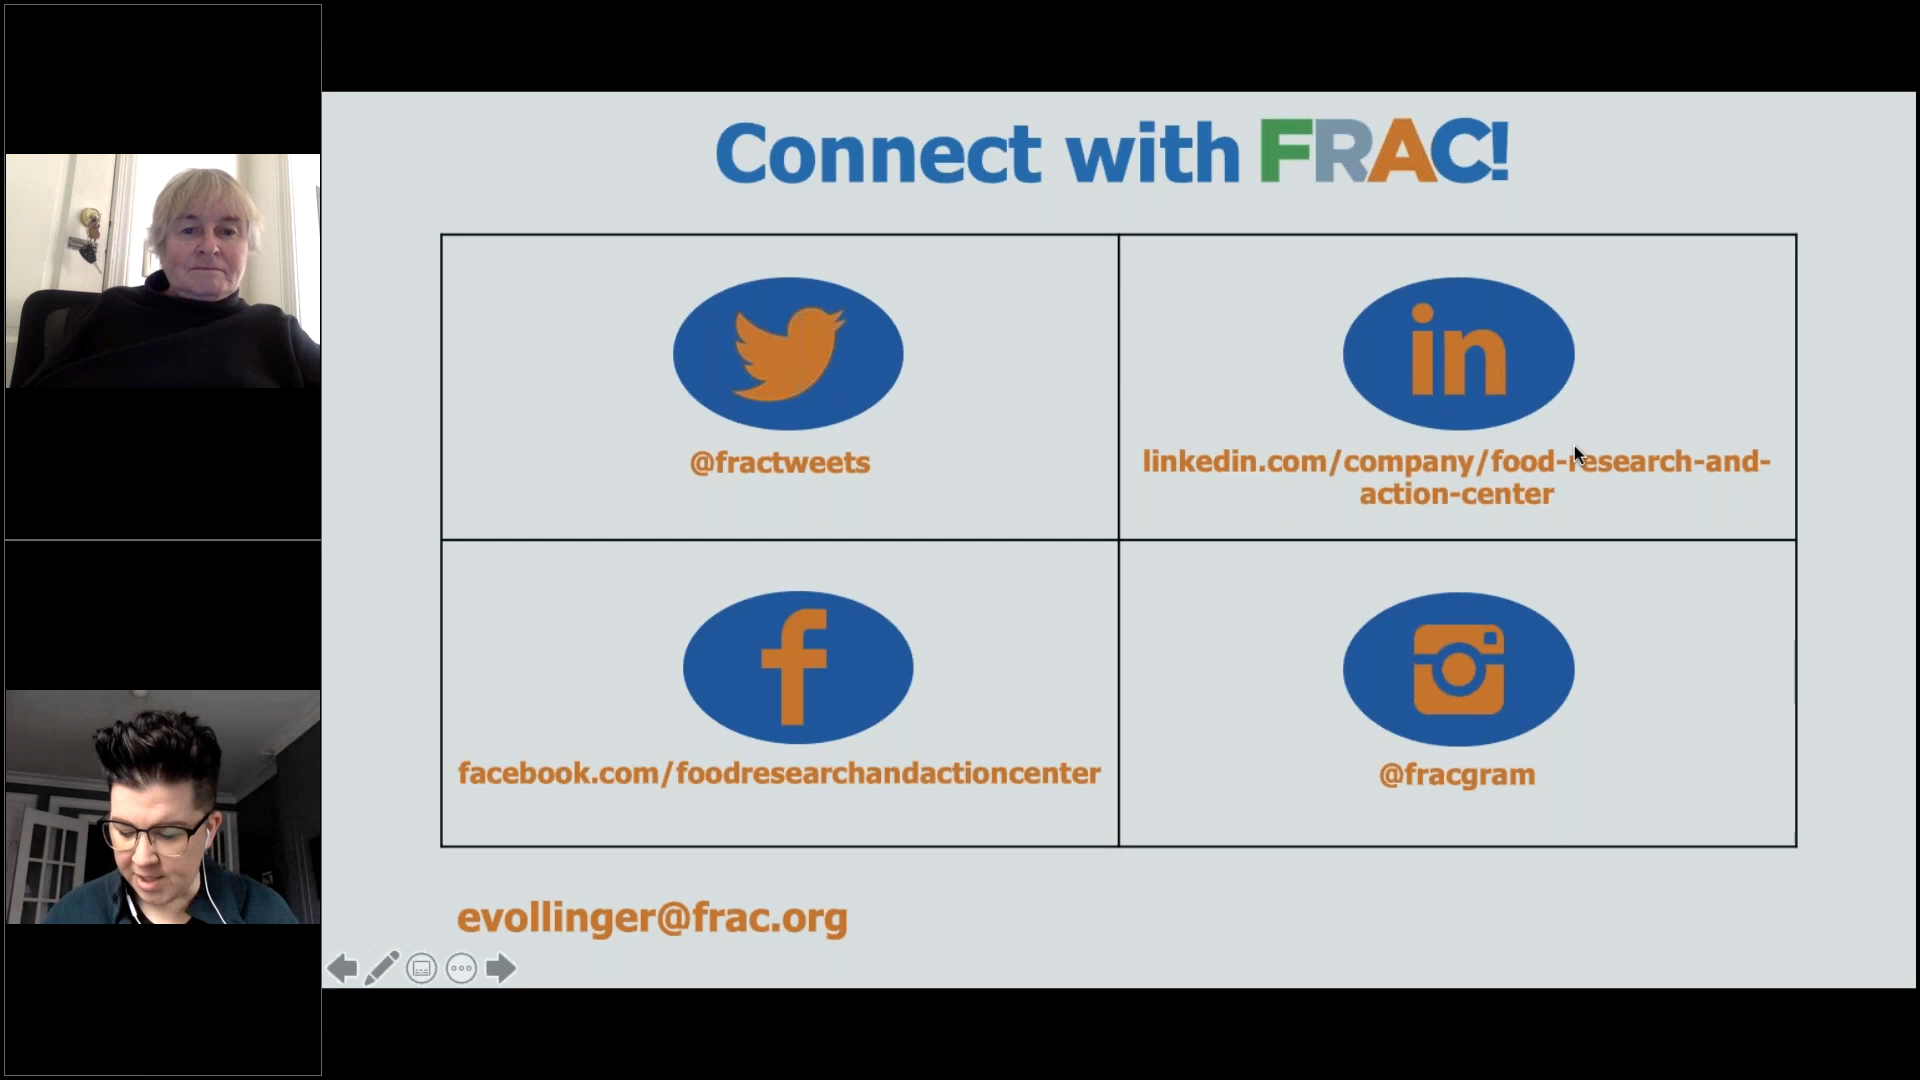 Connect with FRAC!
@fractweets
linkedin.com/company/food-research-and-
action-center
facebook.com/foodresearchandactioncenter
@fracgram
evollinger@frac.org